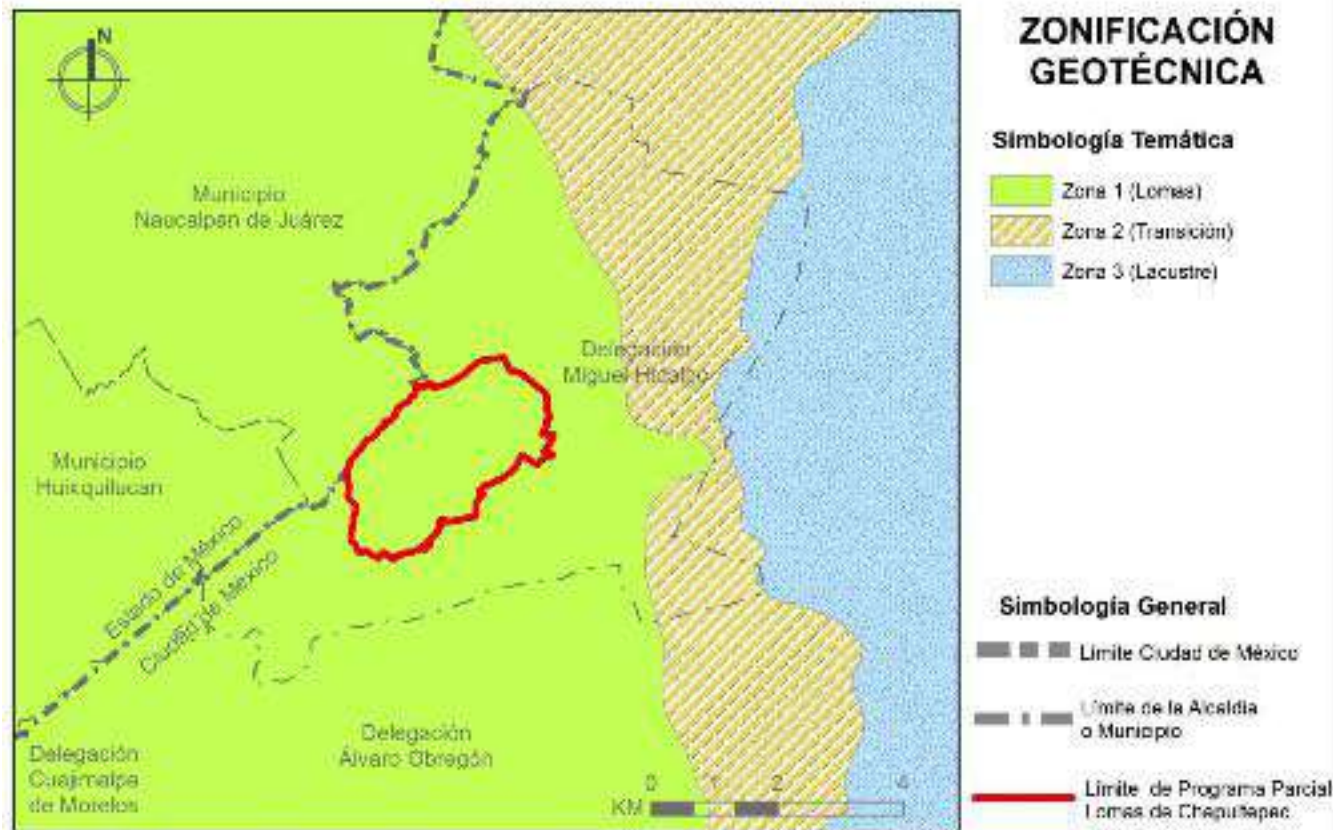 N
Municipio
Naucalpan de Juárez
Delegación
Miguel Hidalgo
Municipio
Huixquilucan
Estado de México
Ciudad de México
Delegación
Álvaro Obregón
Delegación
Cuajimalpa
de Morelos
0 1 2 4
KM
ZONIFICACIÓN
GEOTÉCNICA
Simbología Temática
Zona 1 (Lomas)
Zona 2 (Transición)
Zona 3 (Lacustre)
Simbología General
Límite Ciudad de México
Límite de la Alcaldía
o Municipio
Límite de Programa Parcial
Lomas de Chapultepec